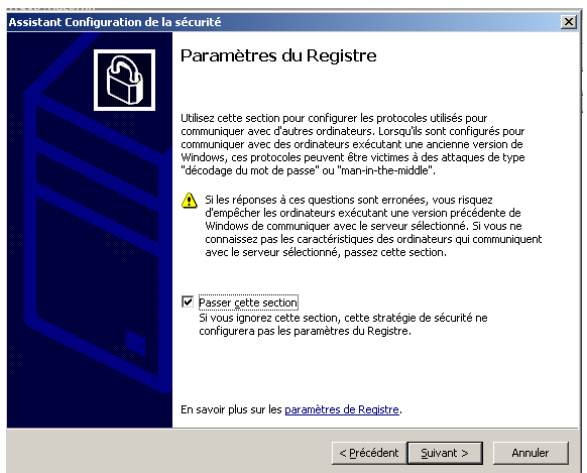 Assistant Configuration de la sécurité
Paramètres du Registre
Utilisez cette section pour configurer les protocoles utilisés pour
communiquer avec d'autres ordinateurs. Lorsqu'ils sont configurés pour
communiquer avec des ordinateurs exécutant une ancienne version de
Windows, ces protocoles peuvent être victimes à des attaques de type
"décodage du mot de passe" ou "man-in-the-middle".
Si les réponses à ces questions sont erronées, vous risquez
d'empêcher les ordinateurs exécutant une version précédente de
Windows de communiquer avec le serveur sélectionné. Si vous ne
connaissez pas les caractéristiques des ordinateurs qui communiquent
avec le serveur sélectionné, passez cette section.
Passer cette section
Si vous ignorez cette section, cette stratégie de sécurité ne
configurera pas les paramètres du Registre.
En savoir plus sur les paramètres de Registre.
< Précédent Suivant > Annuler